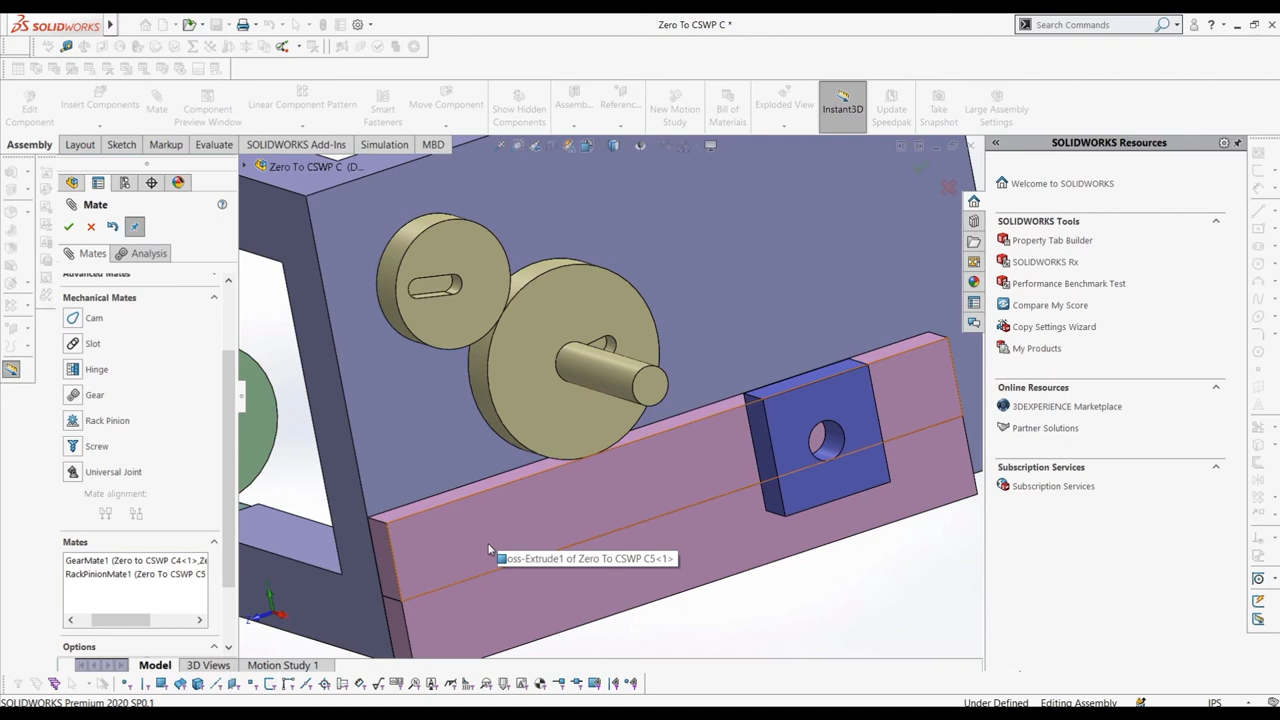 SOLIDWORKS
Zero To CSWP C *
Search Commands
Edit Component
Insert Components
Mate
Component Preview Window
Linear Component Pattern
Smart Fasteners
Move Component
Show Hidden Components
Assemb...
Referenc...
New Motion Study
Bill of Materials
Exploded View
Instant3D
Update Speedpak
Take Snapshot
Large Assembly Settings
Assembly
Layout
Sketch
Markup
Evaluate
SOLIDWORKS Add-Ins
Simulation
MBD
Zero To CSWP C (D...
Mate
Mates
Analysis
Advanced Mates
Mechanical Mates
Cam
Slot
Hinge
Gear
Rack Pinion
Screw
Universal Joint
Mate alignment:
Mates
GearMate1 (Zero to CSWP C4<1>,Ze
RackPinionMate1 (Zero To CSWP C5
Options
oss-Extrude1 of Zero To CSWP C5<1>
SOLIDWORKS Resources
Welcome to SOLIDWORKS
SOLIDWORKS Tools
Property Tab Builder
SOLIDWORKS Rx
Performance Benchmark Test
Compare My Score
Copy Settings Wizard
My Products
Online Resources
3DEXPERIENCE Marketplace
Partner Solutions
Subscription Services
Subscription Services
Model
3D Views
Motion Study 1
SOLIDWORKS Premium 2020 SP0.1
Under Defined
Editing Assembly
IPS